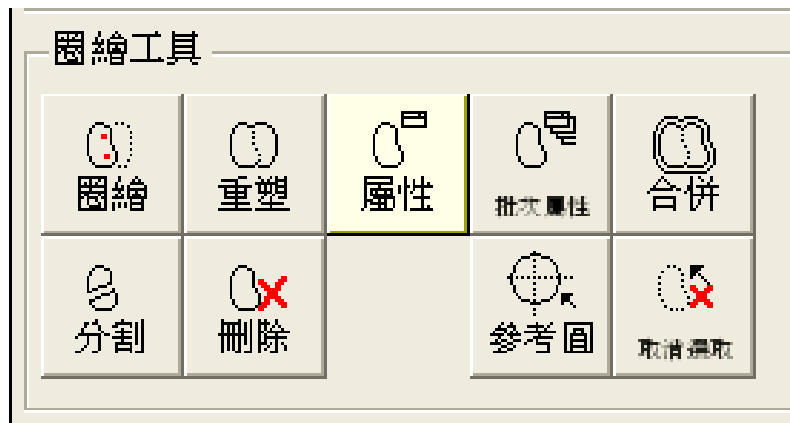 圈繪工具
圈繪 重塑 屬性 批次屬性 合併
分割 刪除 參考圓 取消選取